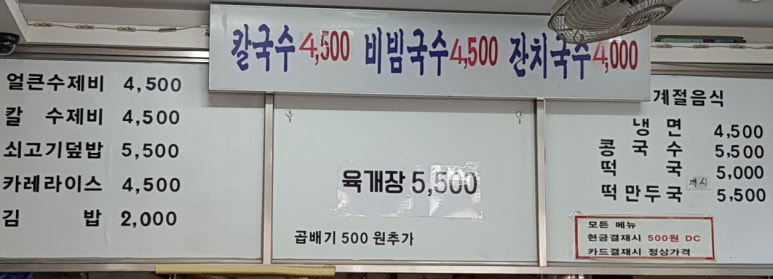 칼국수 4,500 비빔국수 4,500 잔치국수 4,000
얼큰수제비 4,500
칼 수제비 4,500
쇠고기덮밥 5,500
카레라이스 4,500
김 밥 2,000
육개장 5,500
곱배기 500 원추가
계절음식
냉 면 4,500
콩 국 수 5,500
떡 국 5,000
개시
떡 만 두 국 5,500
모든 메뉴
현금결재시 500원 DC
카드결재시 정상가격